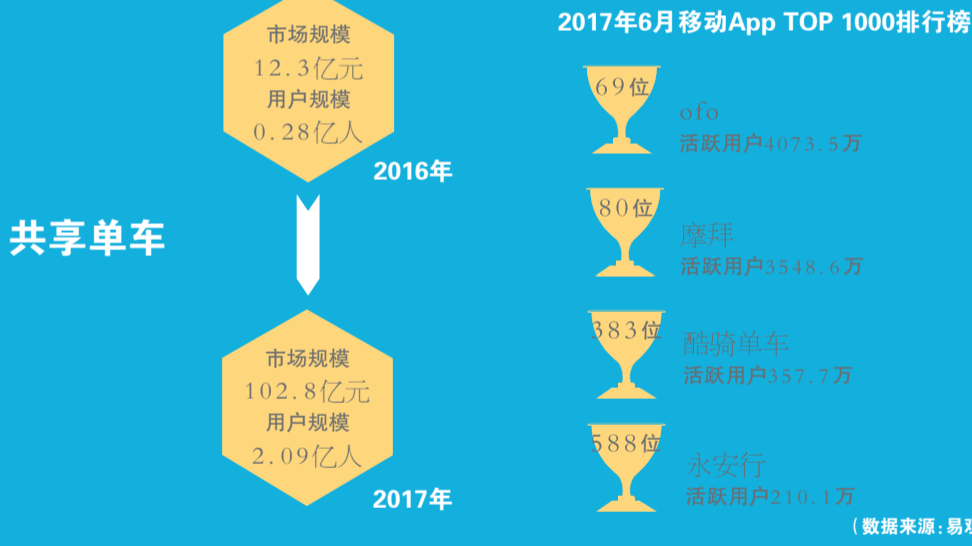 共享单车
市场规模
12.3亿元
用户规模
0.28亿人
2016年
市场规模
102.8亿元
用户规模
2.09亿人
2017年
2017年6月移动App TOP 1000排行榜
69位
ofo
活跃用户4073.5万
80位
摩拜
活跃用户3548.6万
383位
酷骑单车
活跃用户357.7万
588位
永安行
活跃用户210.1万
（数据来源:易观